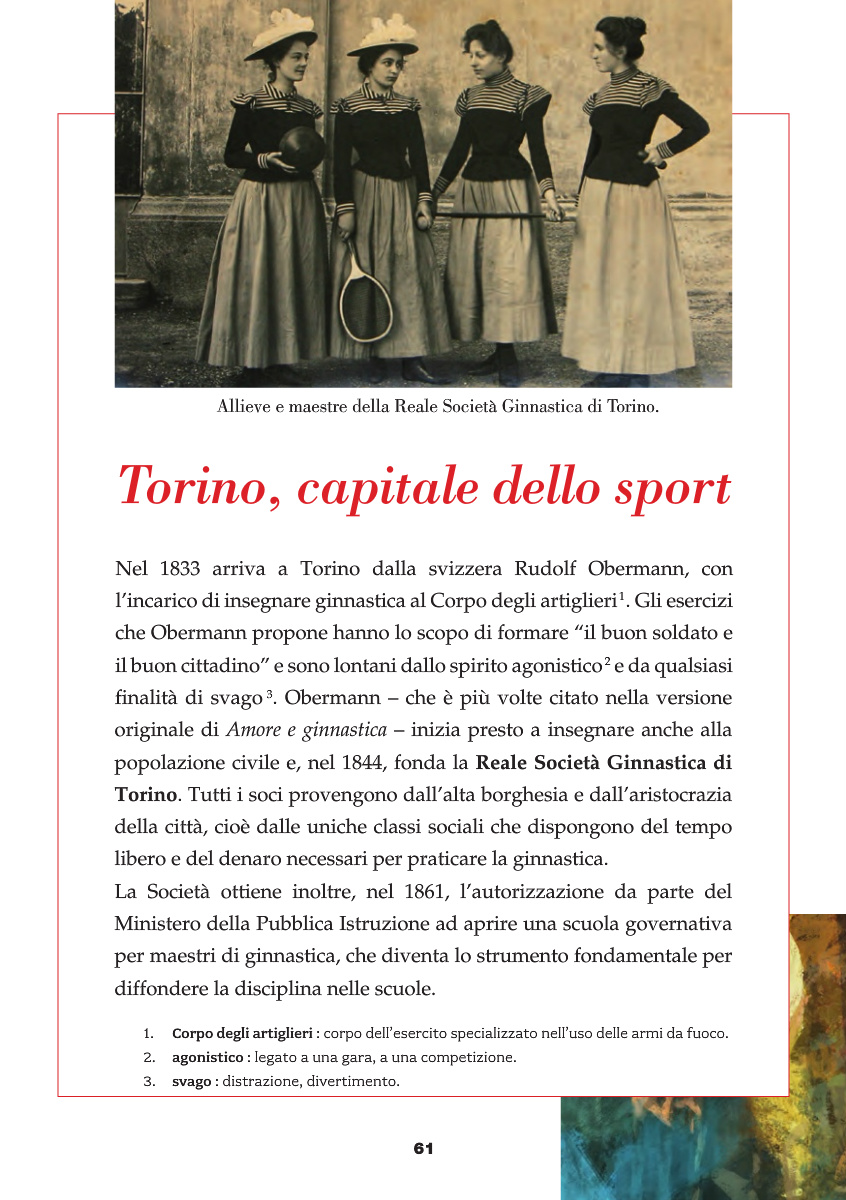 Allieve e maestre della Reale Società Ginnastica di Torino.
Torino, capitale dello sport
Nel 1833 arriva a Torino dalla svizzera Rudolf Obermann, con
l'incarico di insegnare ginnastica al Corpo degli artiglieri¹. Gli esercizi
che Obermann propone hanno lo scopo di formare “il buon soldato e
il buon cittadino” e sono lontani dallo spirito agonistico² e da qualsiasi
finalità di svago³. Obermann – che è più volte citato nella versione
originale di Amore e ginnastica – inizia presto a insegnare anche alla
popolazione civile e, nel 1844, fonda la Reale Società Ginnastica di
Torino. Tutti i soci provengono dall'alta borghesia e dall'aristocrazia
della città, cioè dalle uniche classi sociali che dispongono del tempo
libero e del denaro necessari per praticare la ginnastica.
La Società ottiene inoltre, nel 1861, l'autorizzazione da parte del
Ministero della Pubblica Istruzione ad aprire una scuola governativa
per maestri di ginnastica, che diventa lo strumento fondamentale per
diffondere la disciplina nelle scuole.
1. Corpo degli artiglieri : corpo dell'esercito specializzato nell'uso delle armi da fuoco.
2. agonistico : legato a una gara, a una competizione.
3. svago : distrazione, divertimento.
61